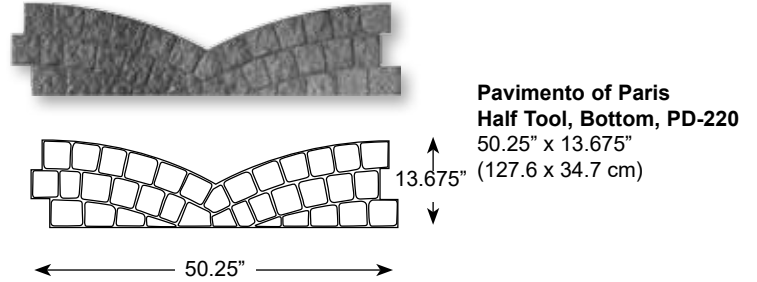 Pavimento of Paris
Half Tool, Bottom, PD-220
50.25” x 13.675”
(127.6 x 34.7 cm)
13.675”
50.25”